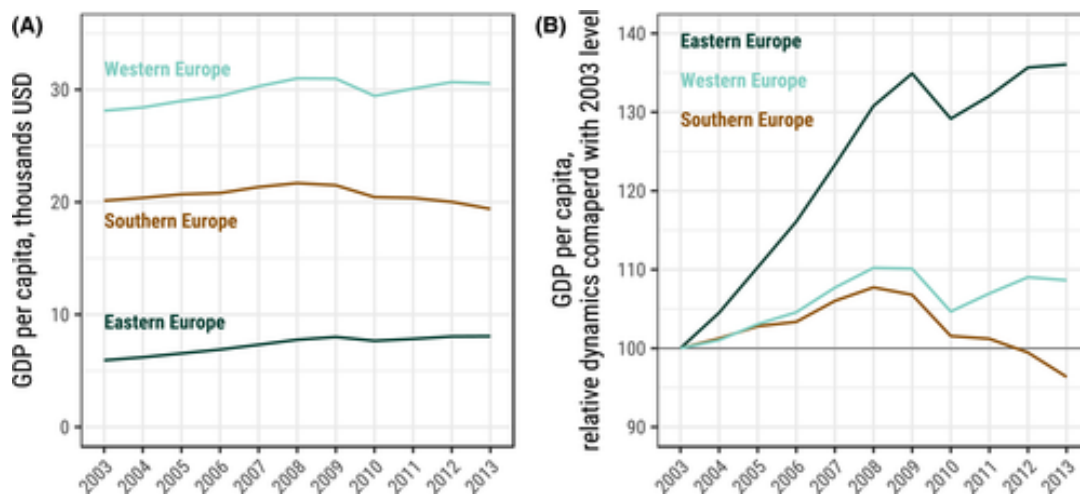 (A)
GDP per capita, thousands USD
30
20
10
0
Western Europe
Southern Europe
Eastern Europe
2003
2004
2005
2006
2007
2008
2009
2010
2011
2012
2013
(B)
GDP per capita,
relative dynamics comaperd with 2003 level
140
130
120
110
100
90
Eastern Europe
Western Europe
Southern Europe
2003
2004
2005
2006
2007
2008
2009
2010
2011
2012
2013